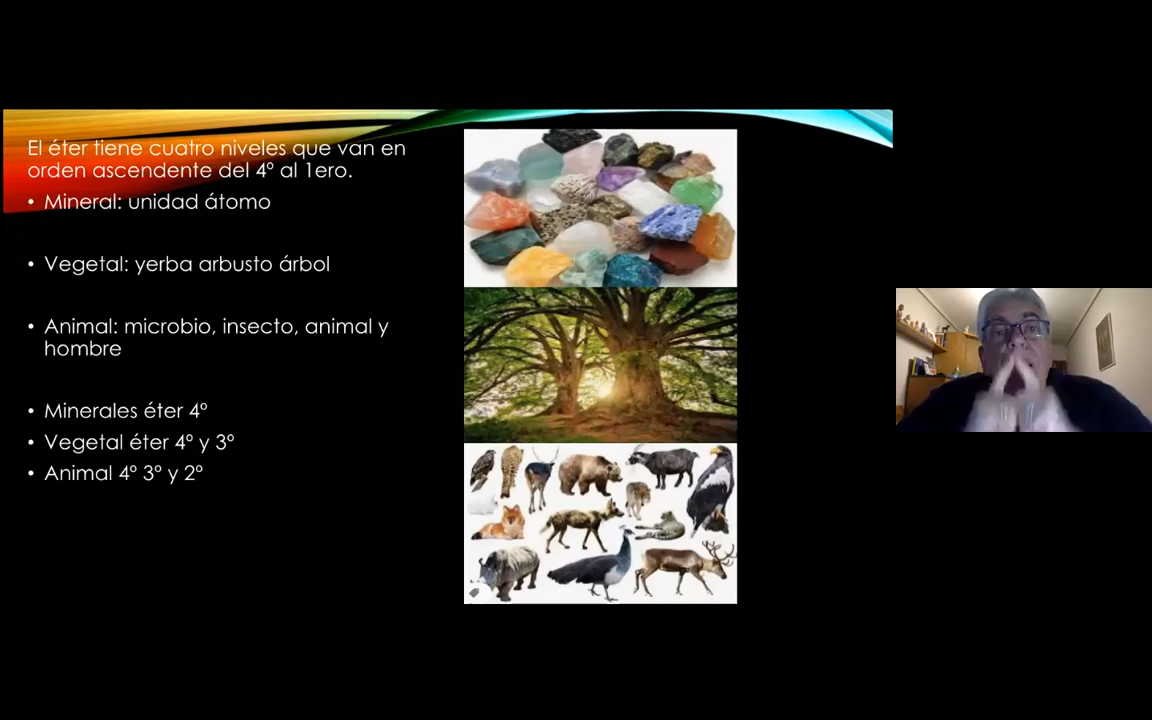 El éter tiene cuatro niveles que van en
orden ascendente del 4º al 1ero.
• Mineral: unidad átomo
• Vegetal: yerba arbusto árbol
• Animal: microbio, insecto, animal y
hombre
• Minerales éter 4º
• Vegetal éter 4º y 3º
• Animal 4º 3º y 2º